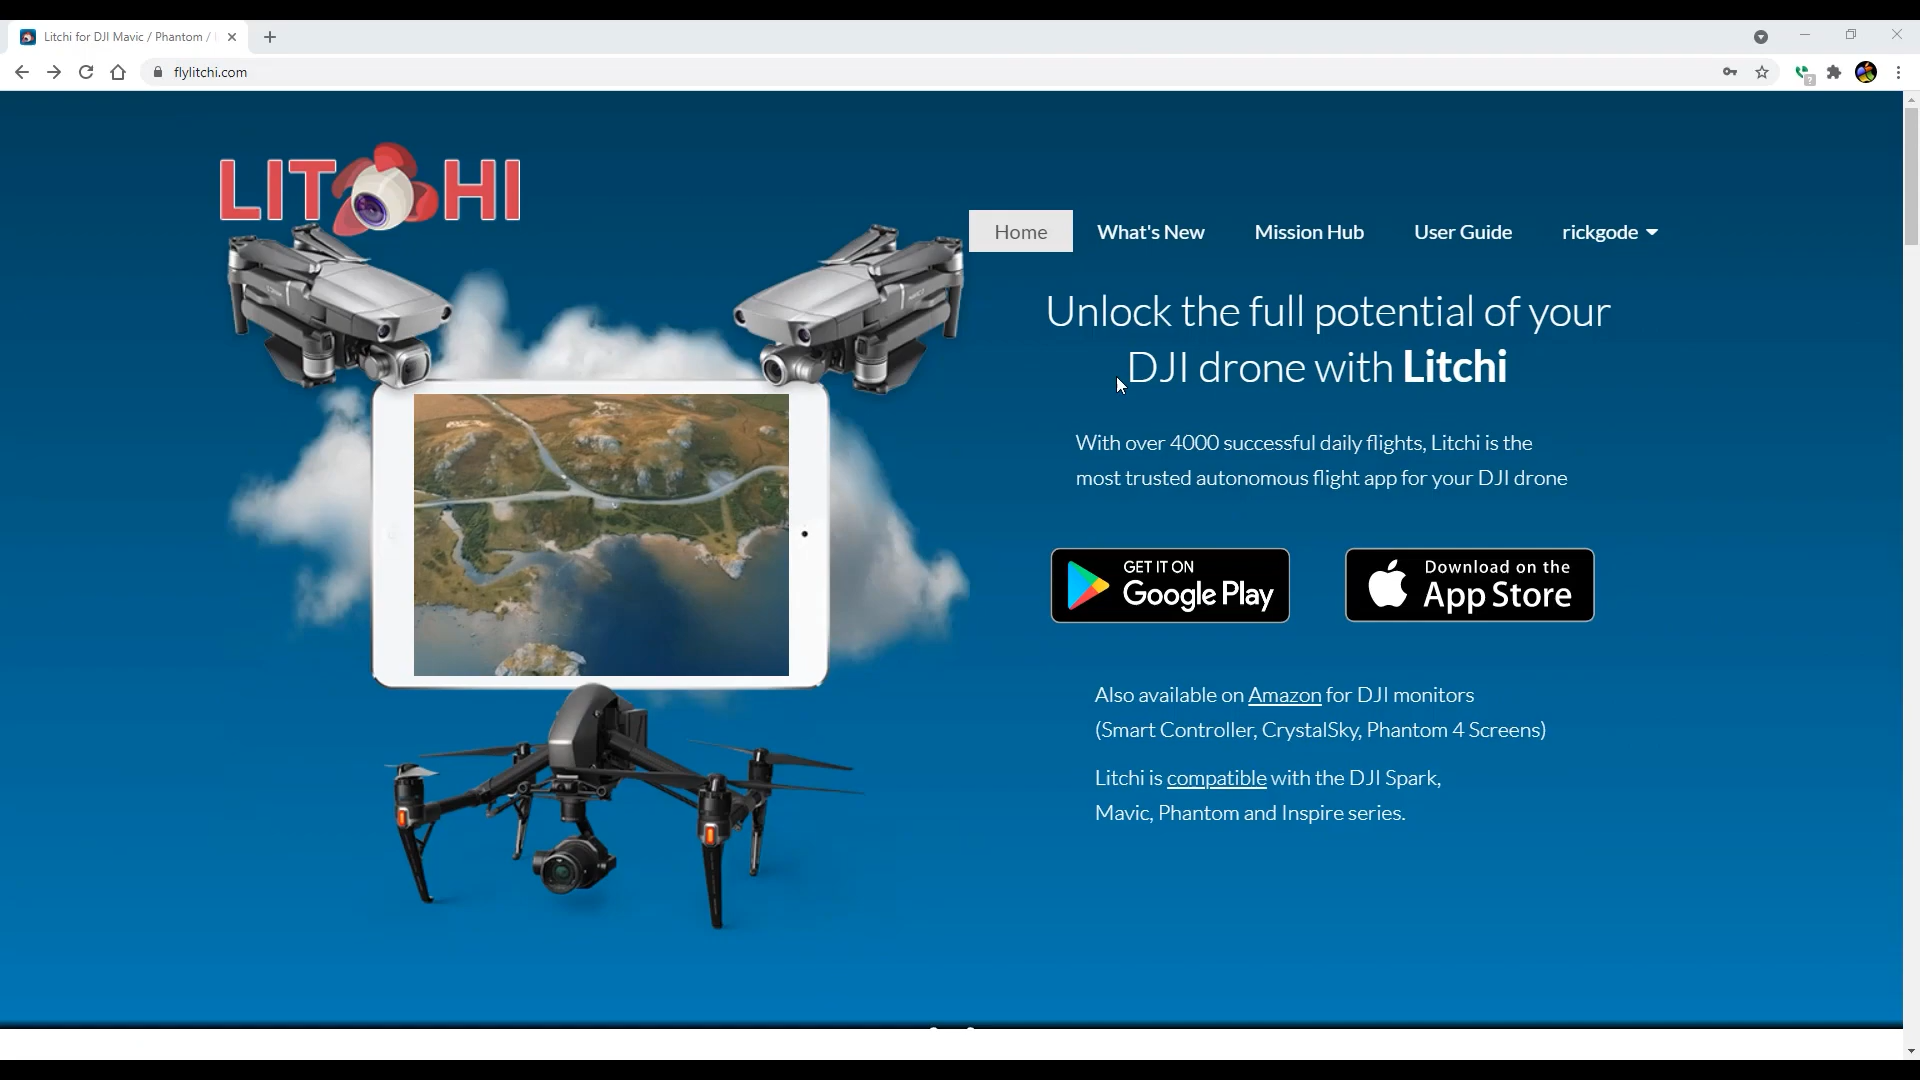 Litchi for DJI Mavic / Phantom /
flylitchi.com
LITCHI
Home
What's New
Mission Hub
User Guide
rickgode
Unlock the full potential of your
DJI drone with Litchi
With over 4000 successful daily flights, Litchi is the
most trusted autonomous flight app for your DJI drone
GET IT ON
Google Play
Download on the
App Store
Also available on Amazon for DJI monitors
(Smart Controller, CrystalSky, Phantom 4 Screens)
Litchi is compatible with the DJI Spark,
Mavic, Phantom and Inspire series.